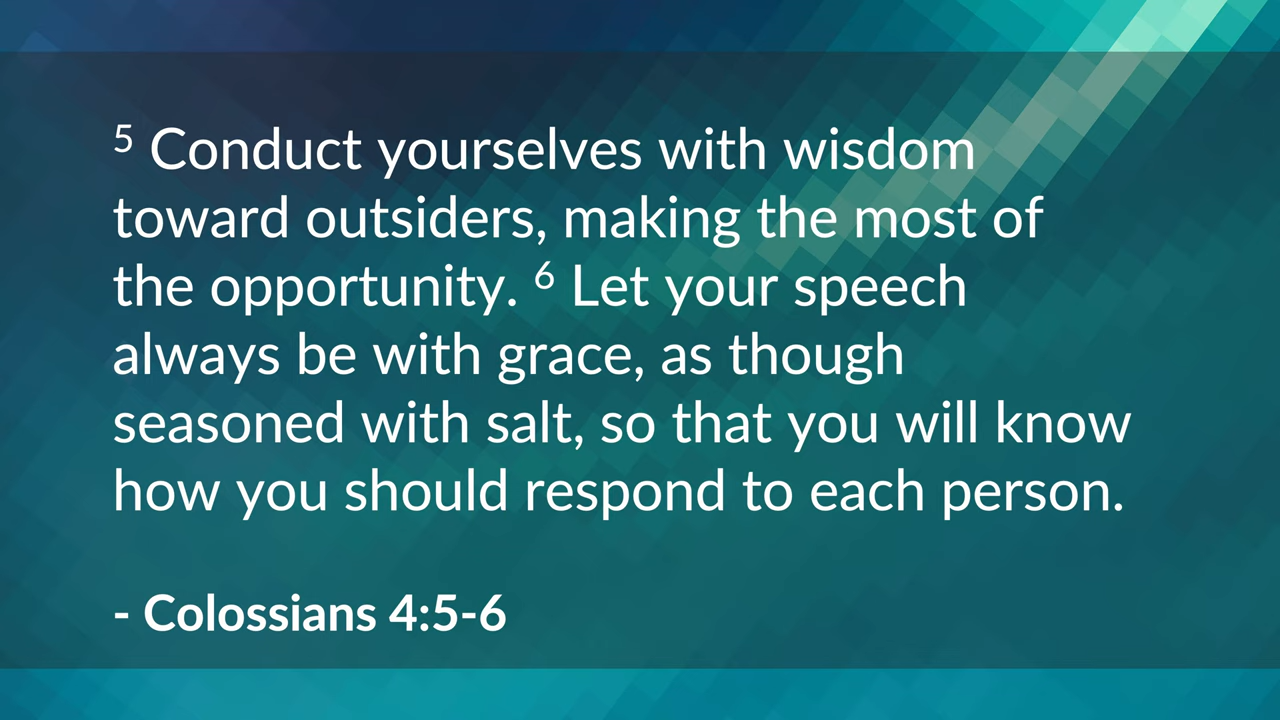 5 Conduct yourselves with wisdom
toward outsiders, making the most of
the opportunity. 6 Let your speech
always be with grace, as though
seasoned with salt, so that you will know
how you should respond to each person.
- Colossians 4:5-6